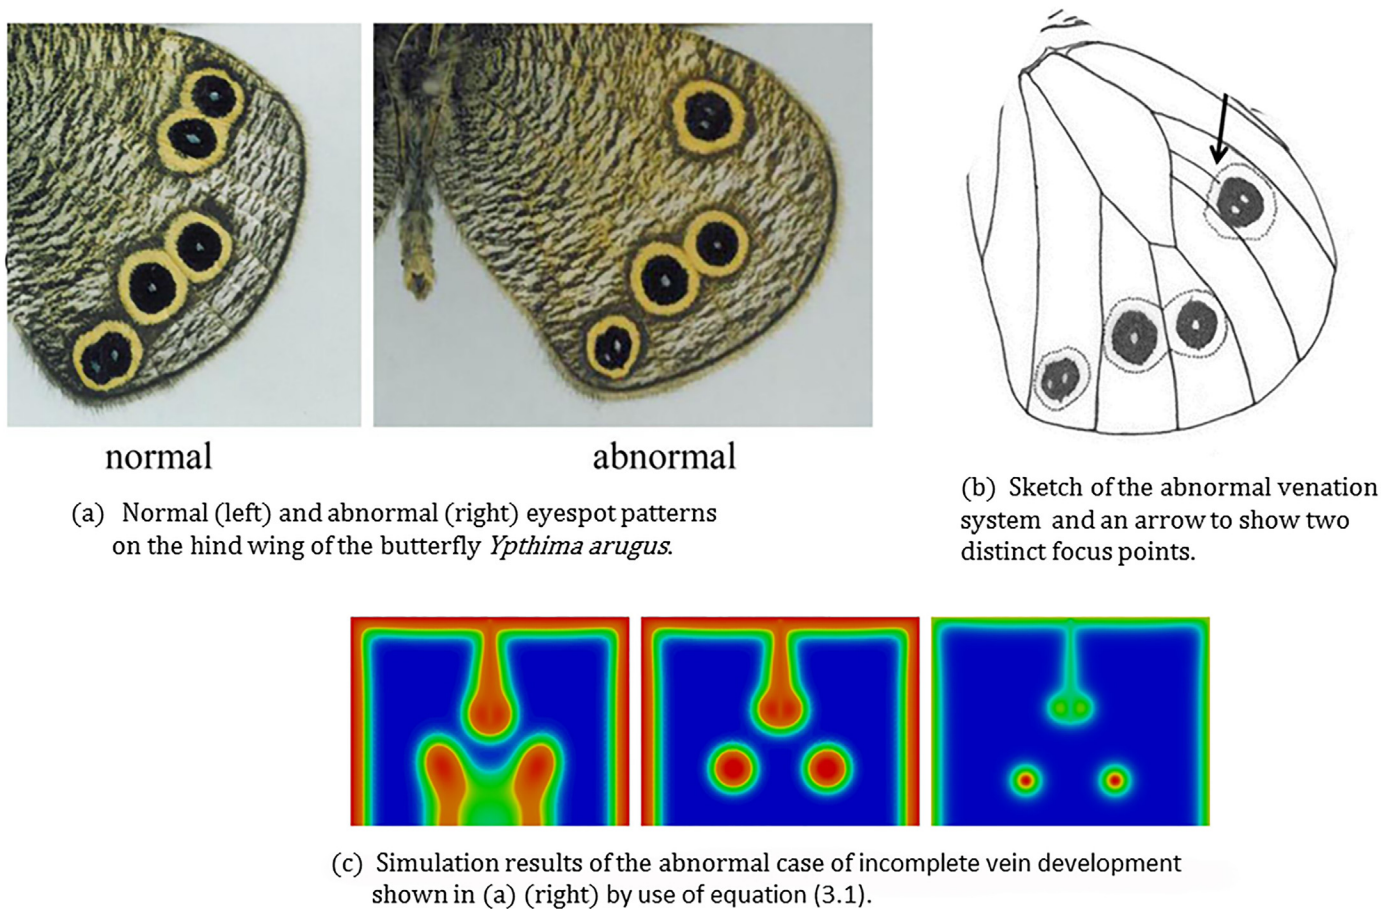 normal
abnormal
(a) Normal (left) and abnormal (right) eyespot patterns
on the hind wing of the butterfly Ypthima arugus.
(b) Sketch of the abnormal venation
system and an arrow to show two
distinct focus points.
(c) Simulation results of the abnormal case of incomplete vein development
shown in (a) (right) by use of equation (3.1).